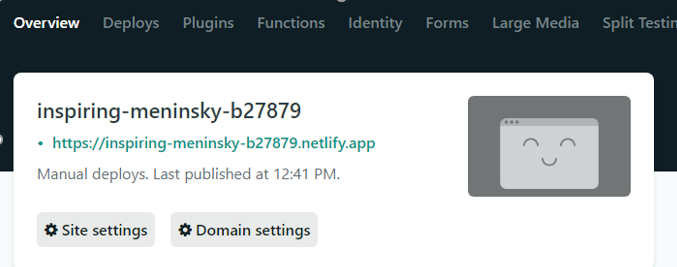 Overview Deploys Plugins Functions Identity Forms Large Media Split Testin
inspiring-meninsky-b27879
• https://inspiring-meninsky-b27879.netlify.app
Manual deploys. Last published at 12:41 PM.
Site settings Domain settings